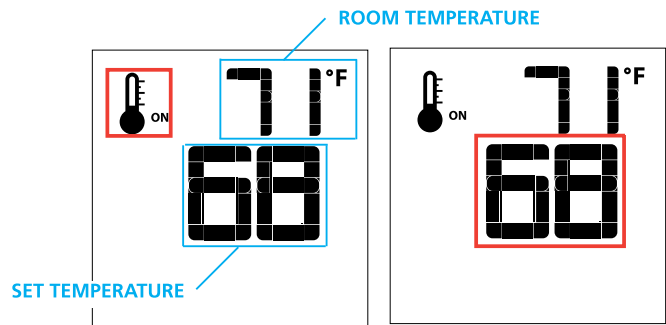 ROOM TEMPERATURE
71°F
ON
68
SET TEMPERATURE
71°F
ON
68